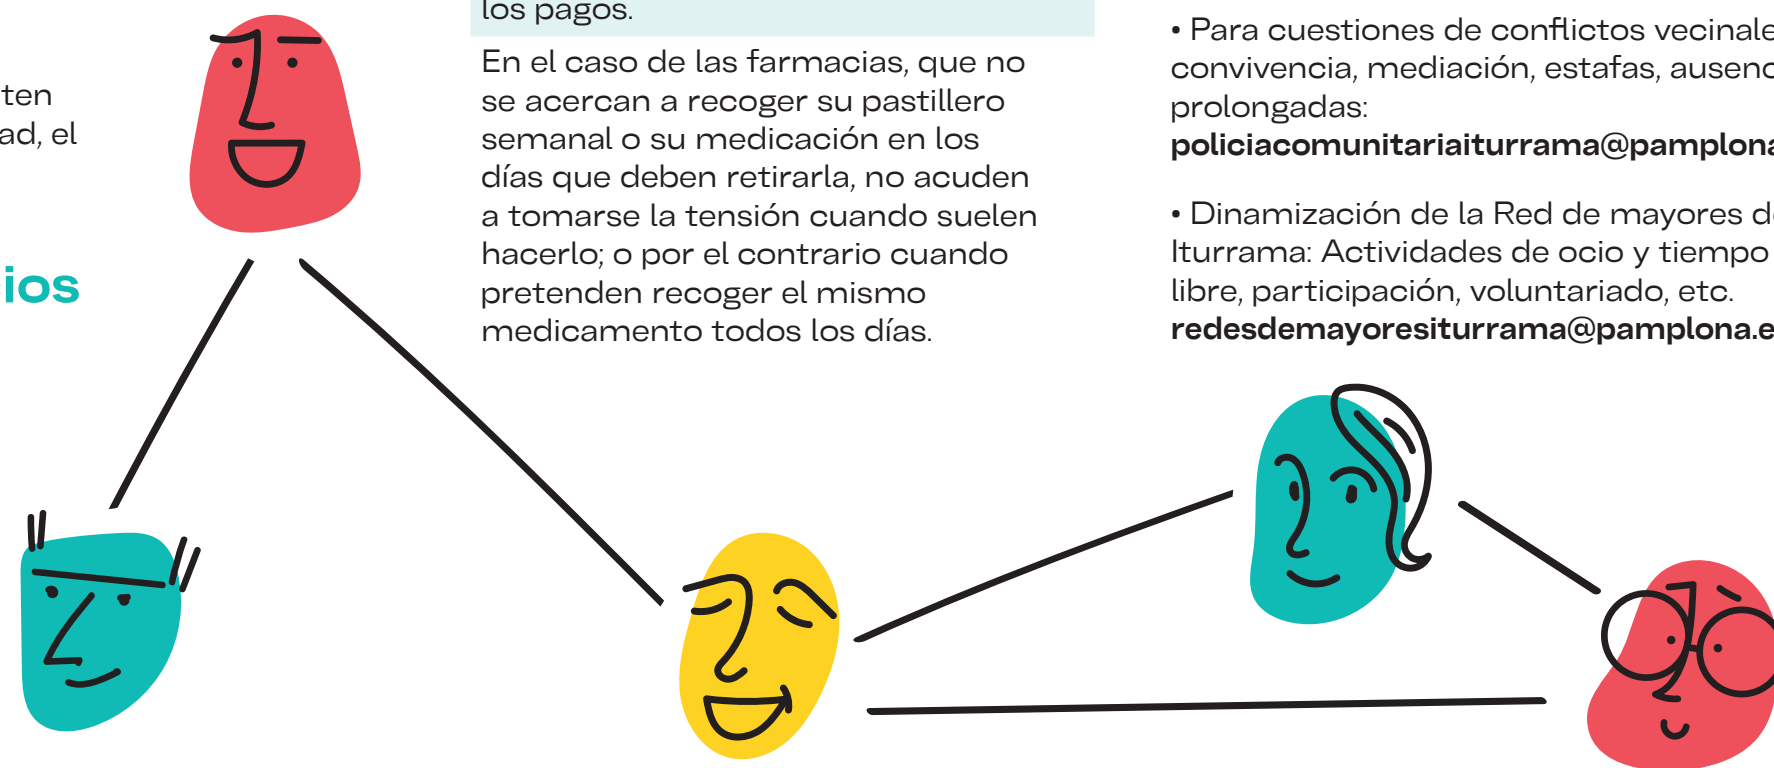 ten
ad, el
ios
los pagos.
En el caso de las farmacias, que no
se acercan a recoger su pastillero
semanal o su medicación en los
días que deben retirarla, no acuden
a tomarse la tensión cuando suelen
hacerlo; o por el contrario cuando
pretenden recoger el mismo
medicamento todos los días.
• Para cuestiones de conflictos vecinale
convivencia, mediación, estafas, ausenc
prolongadas:
policiacomunitariaiturrama@pamplona
• Dinamización de la Red de mayores de
Iturrama: Actividades de ocio y tiempo
libre, participación, voluntariado, etc.
redesdemayoresiturrama@pamplona.e